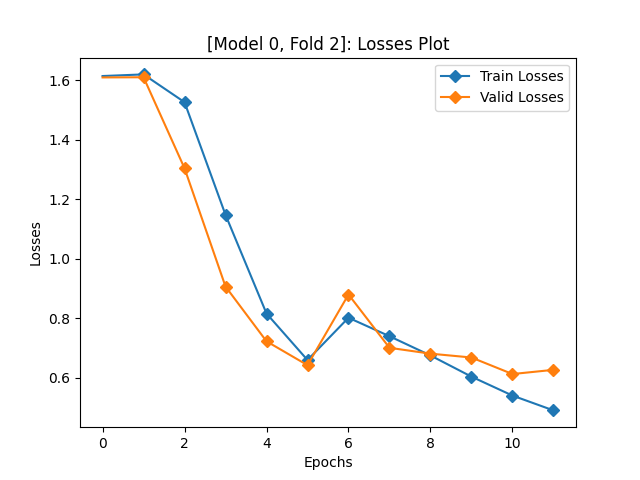 [Model 0, Fold 2]: Losses Plot
Train Losses
Valid Losses
1.6
1.4
1.2
1.0
0.8
0.6
Losses
0 2 4 6 8 10
Epochs